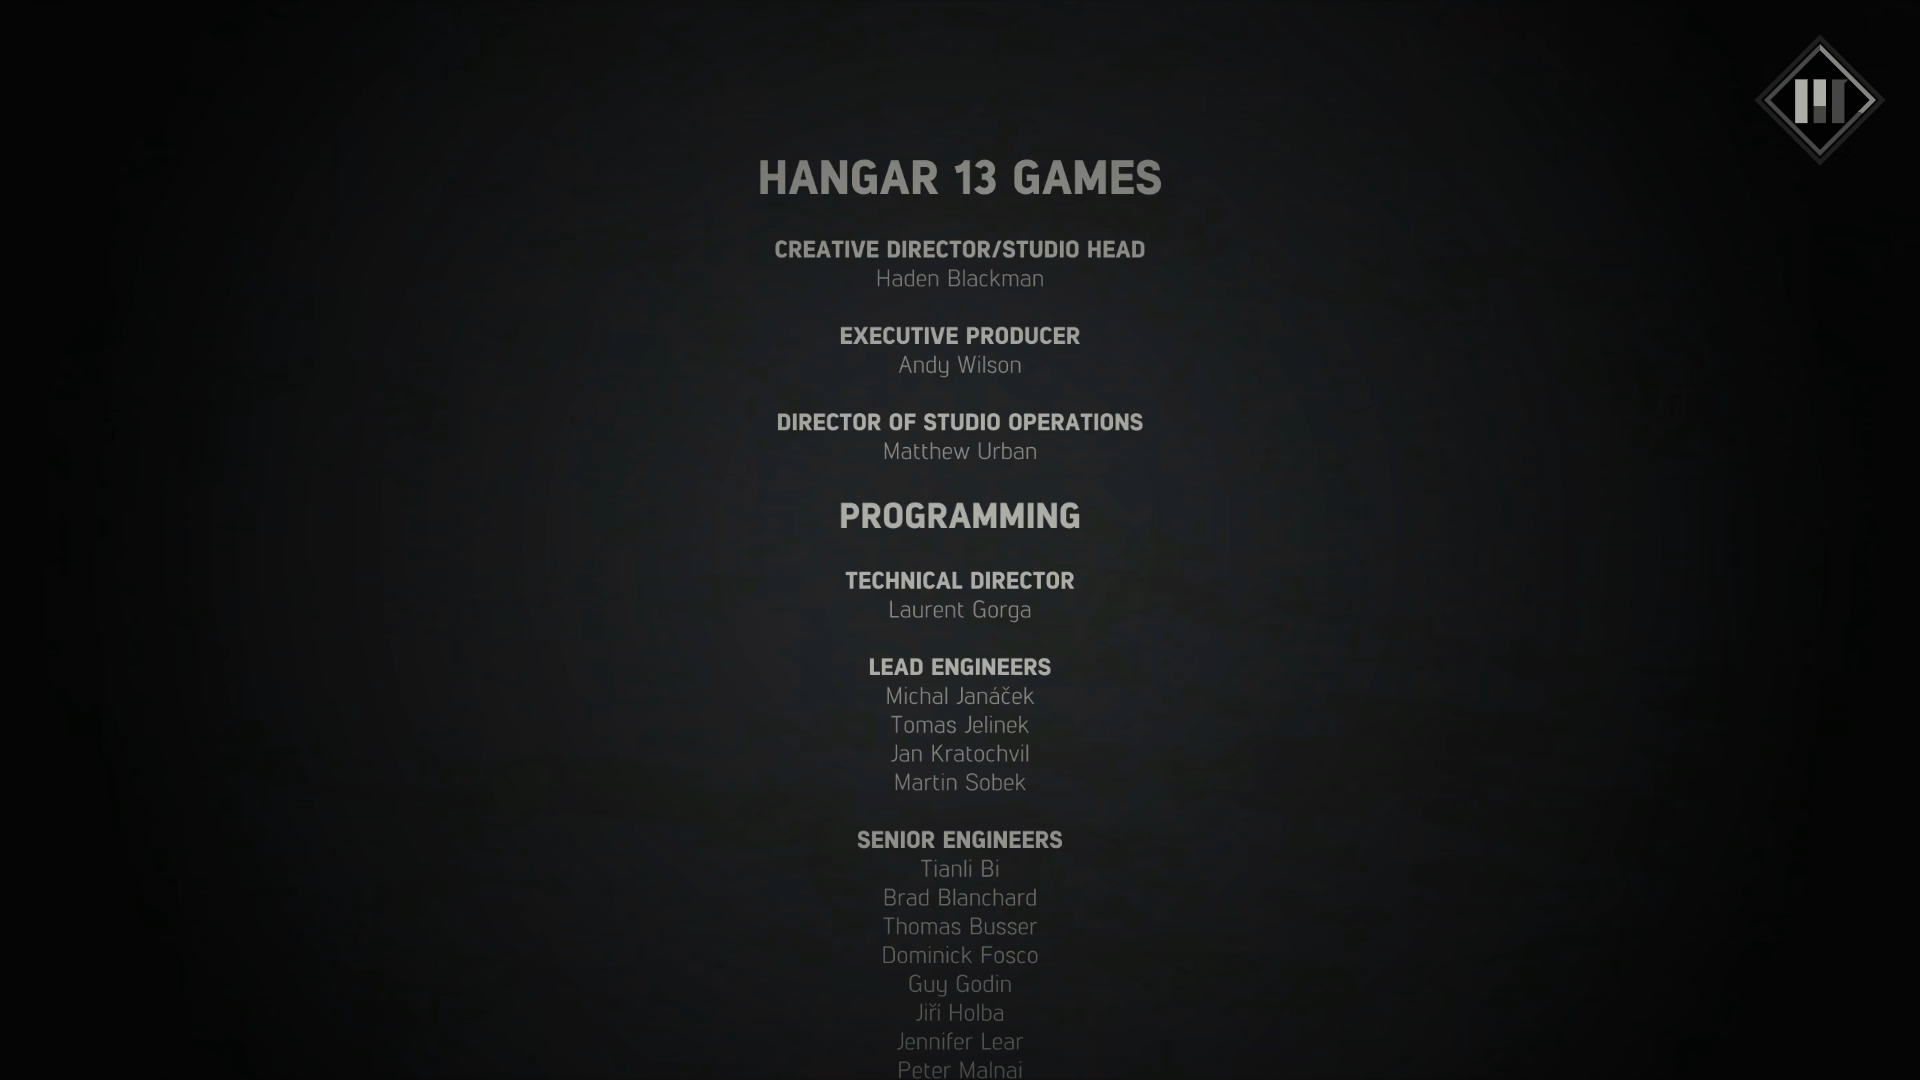 HANGAR 13 GAMES
CREATIVE DIRECTOR/STUDIO HEAD
Haden Blackman
EXECUTIVE PRODUCER
Andy Wilson
DIRECTOR OF STUDIO OPERATIONS
Matthew Urban
PROGRAMMING
TECHNICAL DIRECTOR
Laurent Gorga
LEAD ENGINEERS
Michal Janáček
Tomas Jelinek
Jan Kratochvil
Martin Sobek
SENIOR ENGINEERS
Tianli Bi
Brad Blanchard
Thomas Busser
Dominick Fosco
Guy Godin
Jiří Holba
Jennifer Lear
Peter Malnai